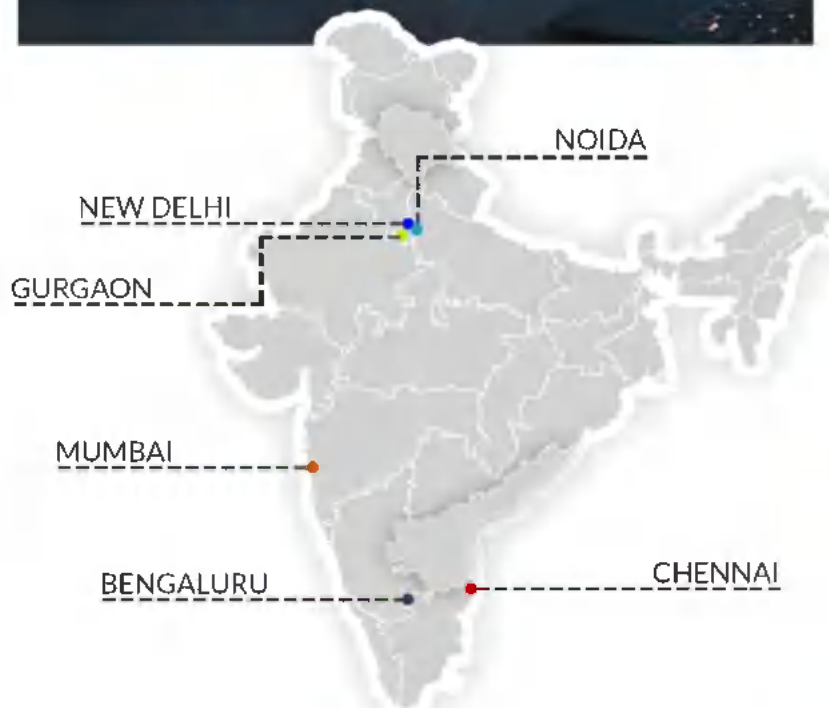 NOIDA
NEW DELHI
GURGAON
MUMBAI
BENGALURU
CHENNAI